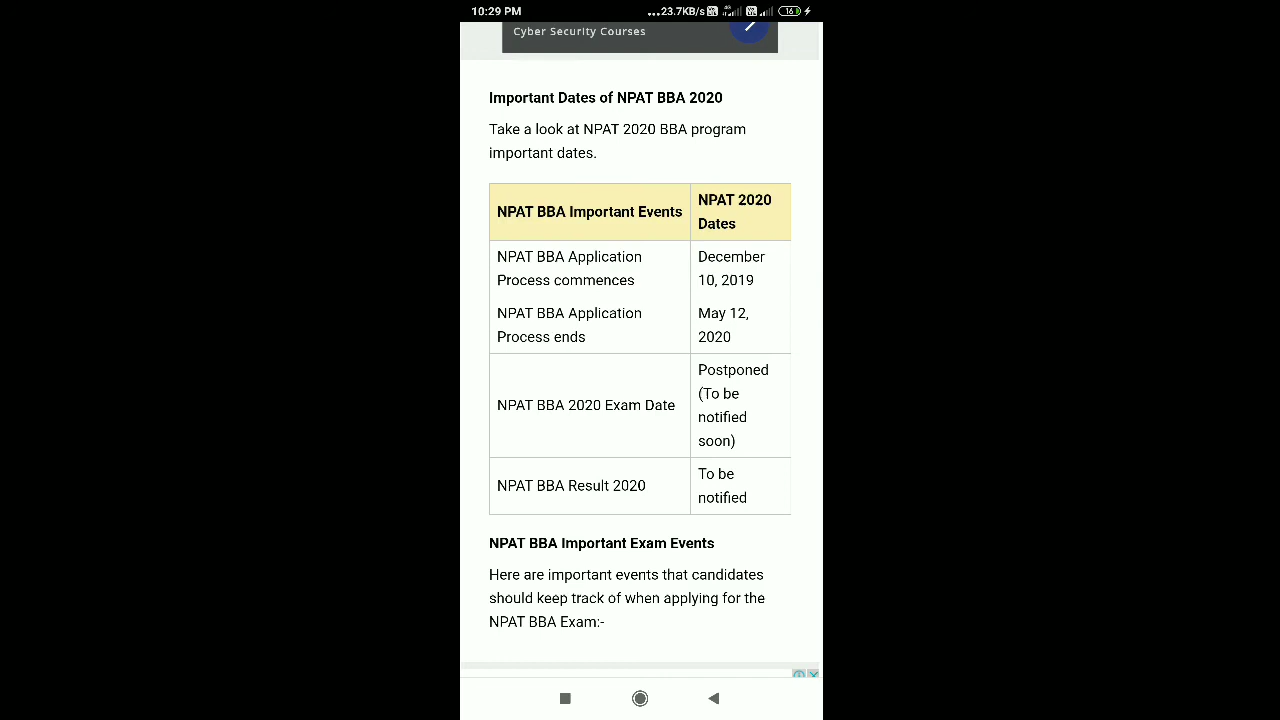 10:29 PM
...23.7KB/s
16
Cyber Security Courses
Important Dates of NPAT BBA 2020
Take a look at NPAT 2020 BBA program
important dates.
NPAT BBA Important Events
NPAT 2020
Dates
NPAT BBA Application
Process commences
December
10, 2019
NPAT BBA Application
Process ends
May 12,
2020
NPAT BBA 2020 Exam Date
Postponed
(To be
notified
soon)
NPAT BBA Result 2020
To be
notified
NPAT BBA Important Exam Events
Here are important events that candidates
should keep track of when applying for the
NPAT BBA Exam:-